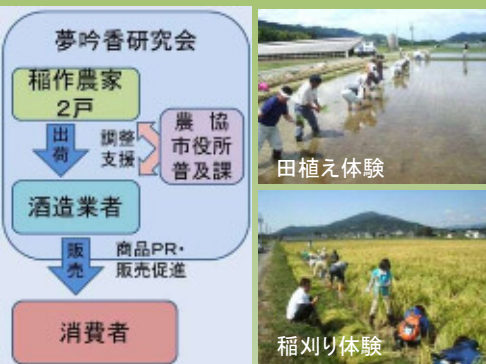 夢吟香研究会
稲作農家
2戸
出荷
調整
支援
農 協
市役所
普及課
酒造業者
販売
商品PR・
販売促進
消費者
田植え体験
稲刈り体験